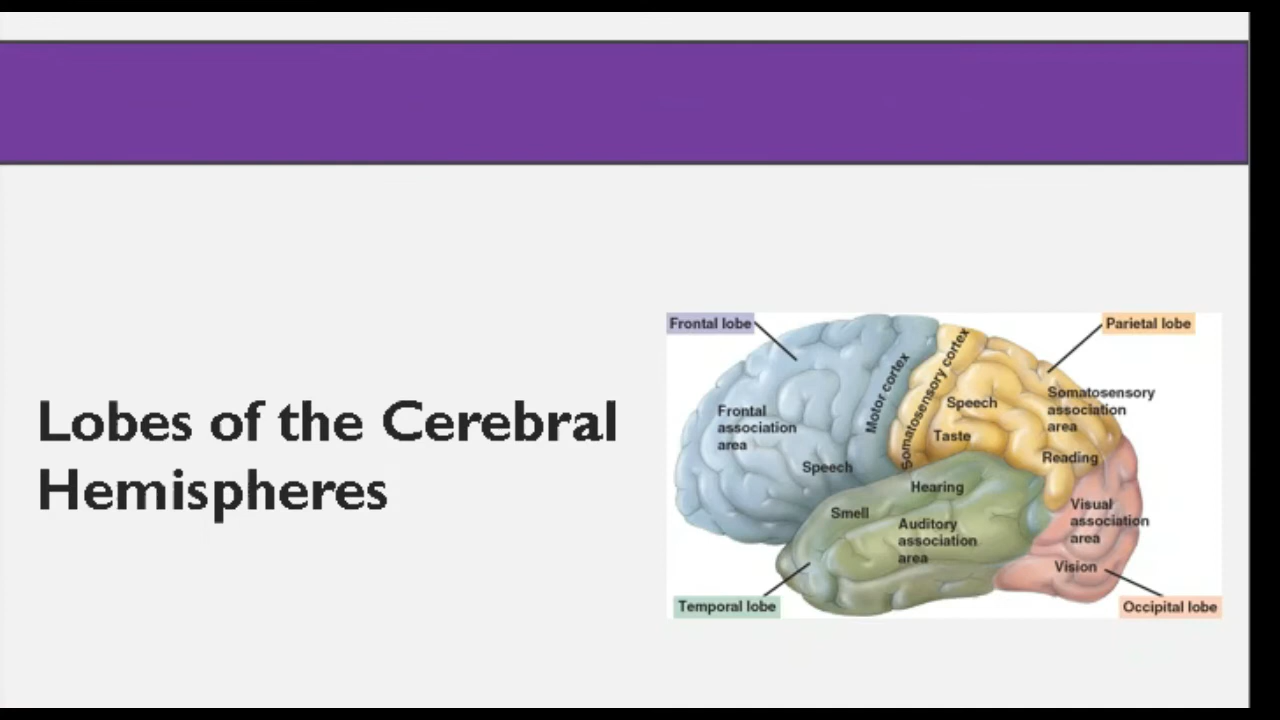 Lobes of the Cerebral
Hemispheres
Frontal lobe
Parietal lobe
Motor cortex
Somatosensory cortex
Frontal
association
area
Speech
Speech
Taste
Somatosensory
association
area
Reading
Hearing
Smell
Auditory
association
area
Visual
association
area
Vision
Temporal lobe
Occipital lobe